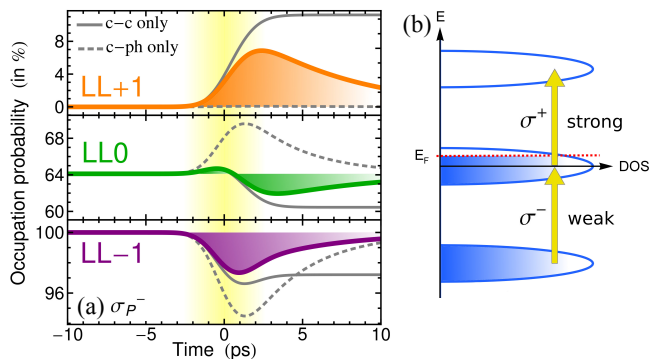 Occupation probability (in %)
8
4
0
c−c only
c−ph only
LL+1
68
64
60
LL0
100
96
LL−1
(a) σP−
−10 −5 0 5 10
Time (ps)
(b)
E
σ+ strong
EF
DOS
σ− weak